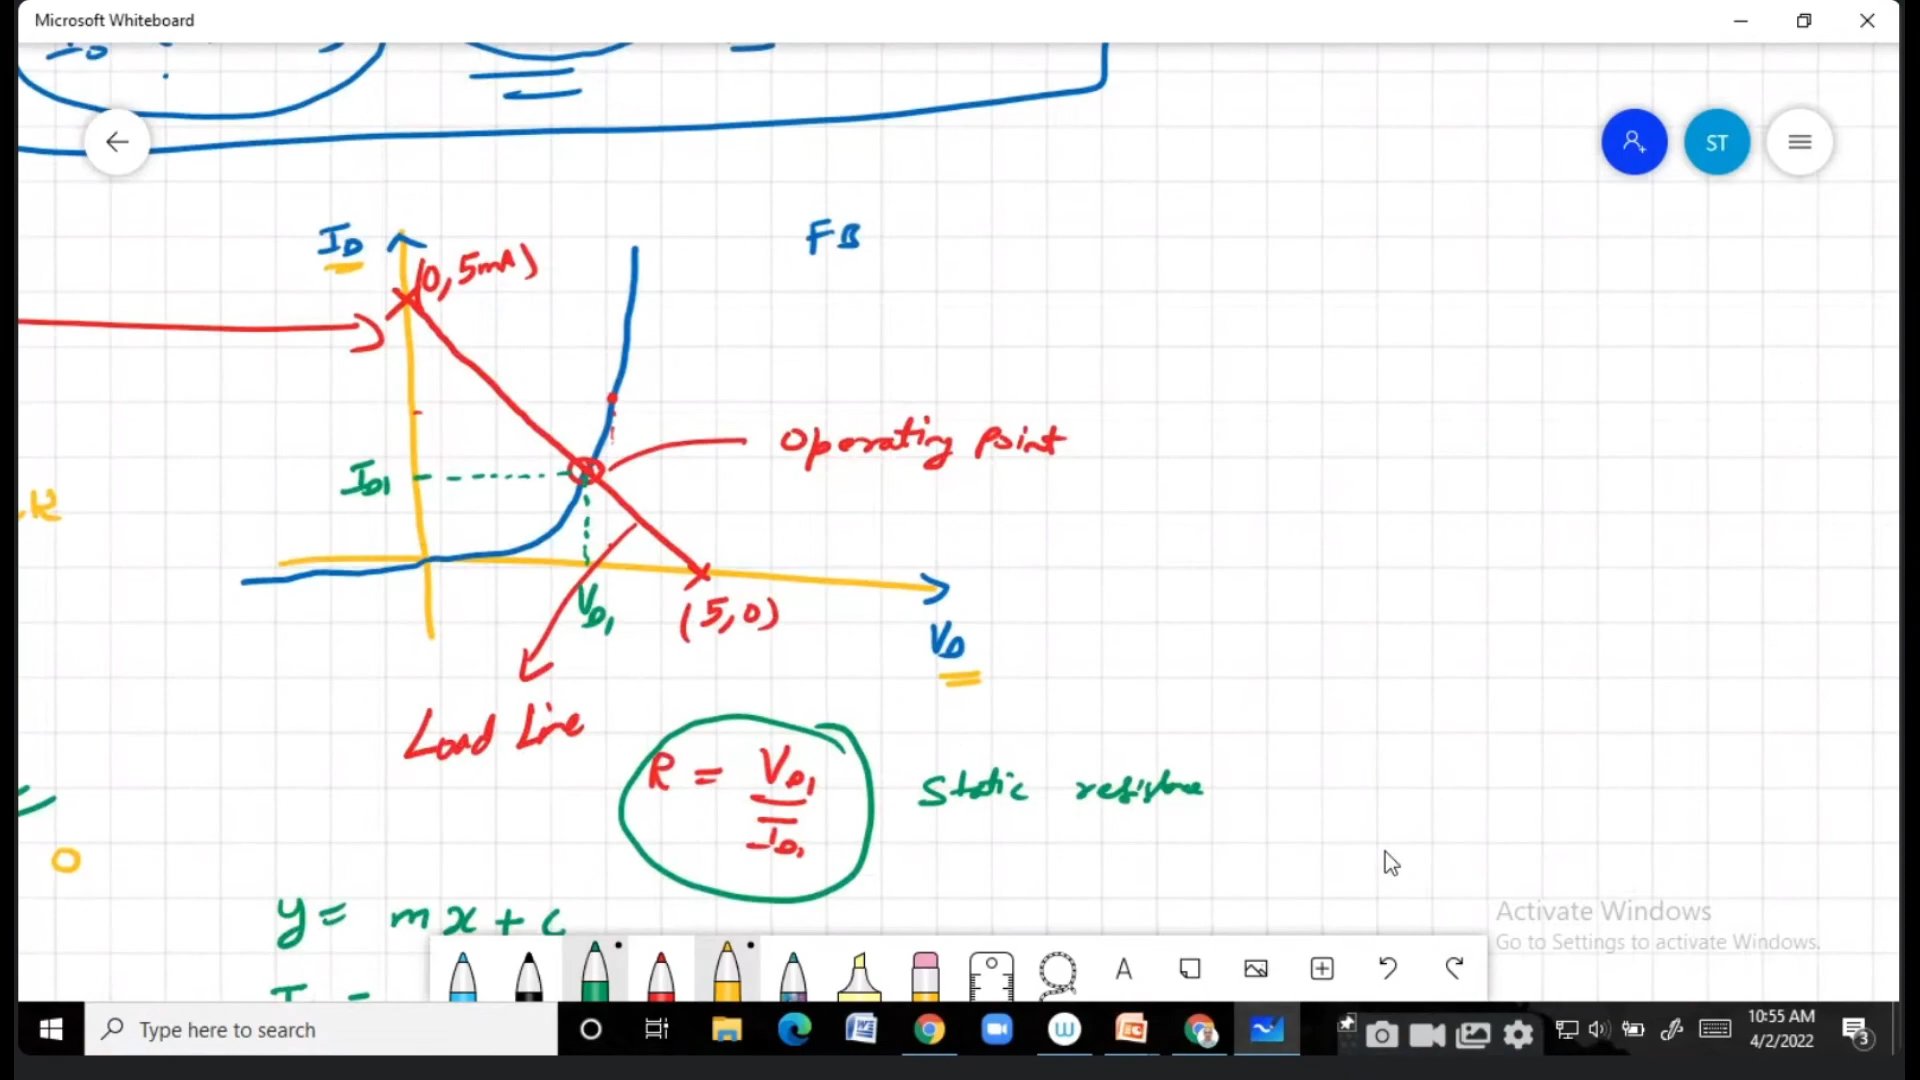 Microsoft Whiteboard
ID
ST
ID
FB
(0, 5mA)
Operating point
ID1
K
VD1
(5, 0)
VD
Load Line
R = VD1
ID1
Static
y = mx + c
A
Activate Windows
Go to Settings to activate Windows.
Type here to search
10:55 AM
4/2/2022
3